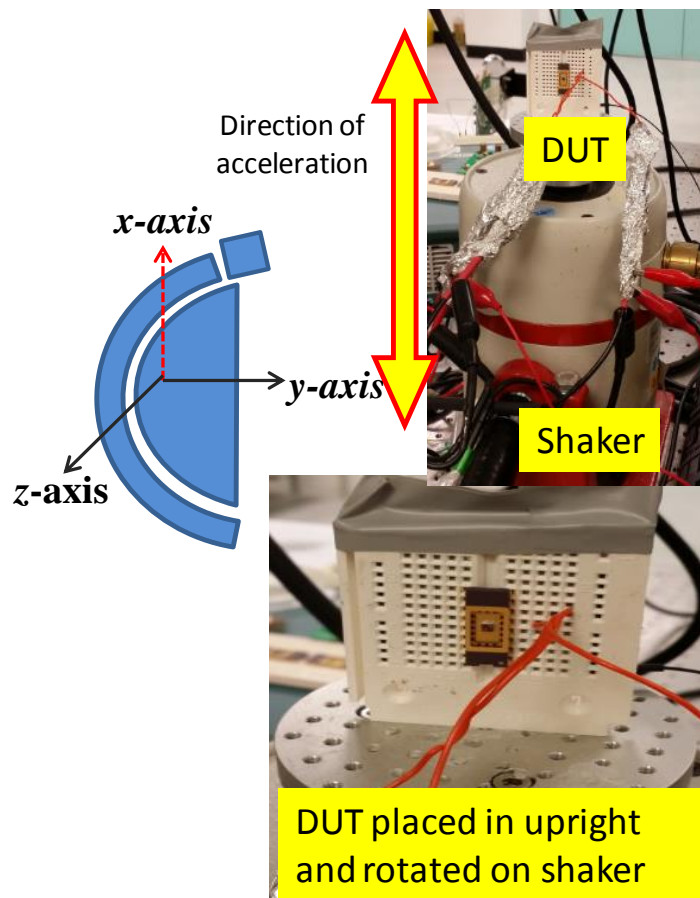 Direction of
acceleration
x-axis
y-axis
z-axis
DUT
Shaker
DUT placed in upright
and rotated on shaker